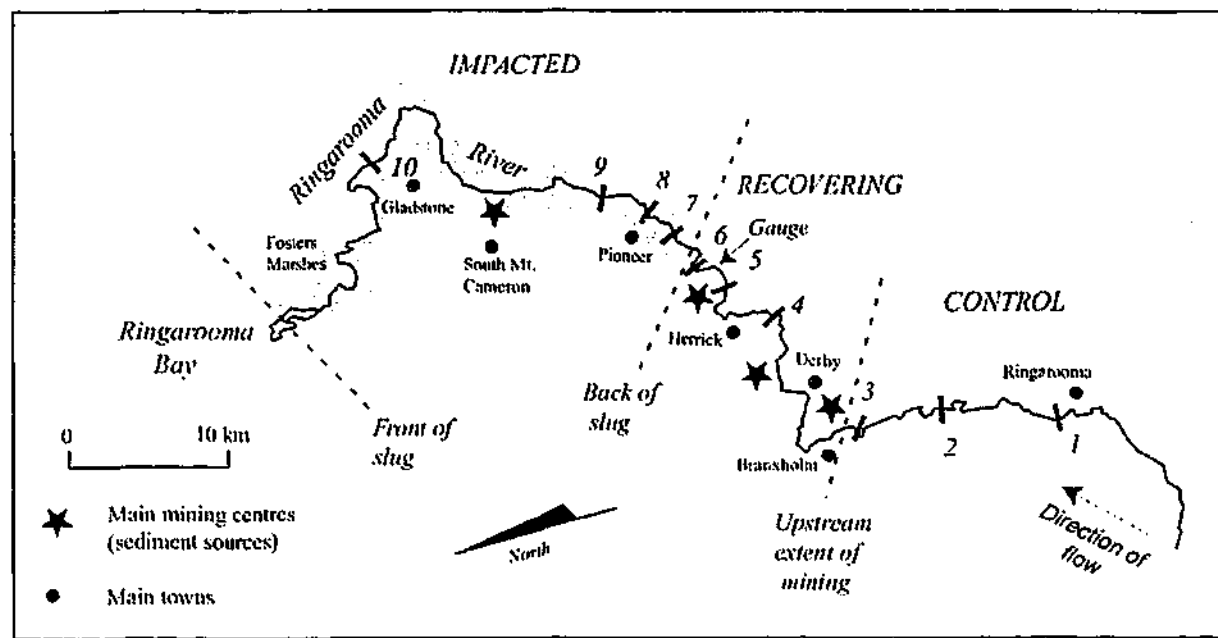 IMPACTED
Ringarooma
River
10
9
8
7
RECOVERING
6
Gauge
5
Gladstone
Pioneer
4
CONTROL
Fosters
Marshes
South Mt.
Cameron
Ringarooma
Bay
Herrick
Derby
Ringarooma
3
2
1
Back of
slug
Front of
slug
Branxholm
0
10 km
Main mining centres
(sediment sources)
North
Upstream
extent of
mining
Direction of
flow
Main towns